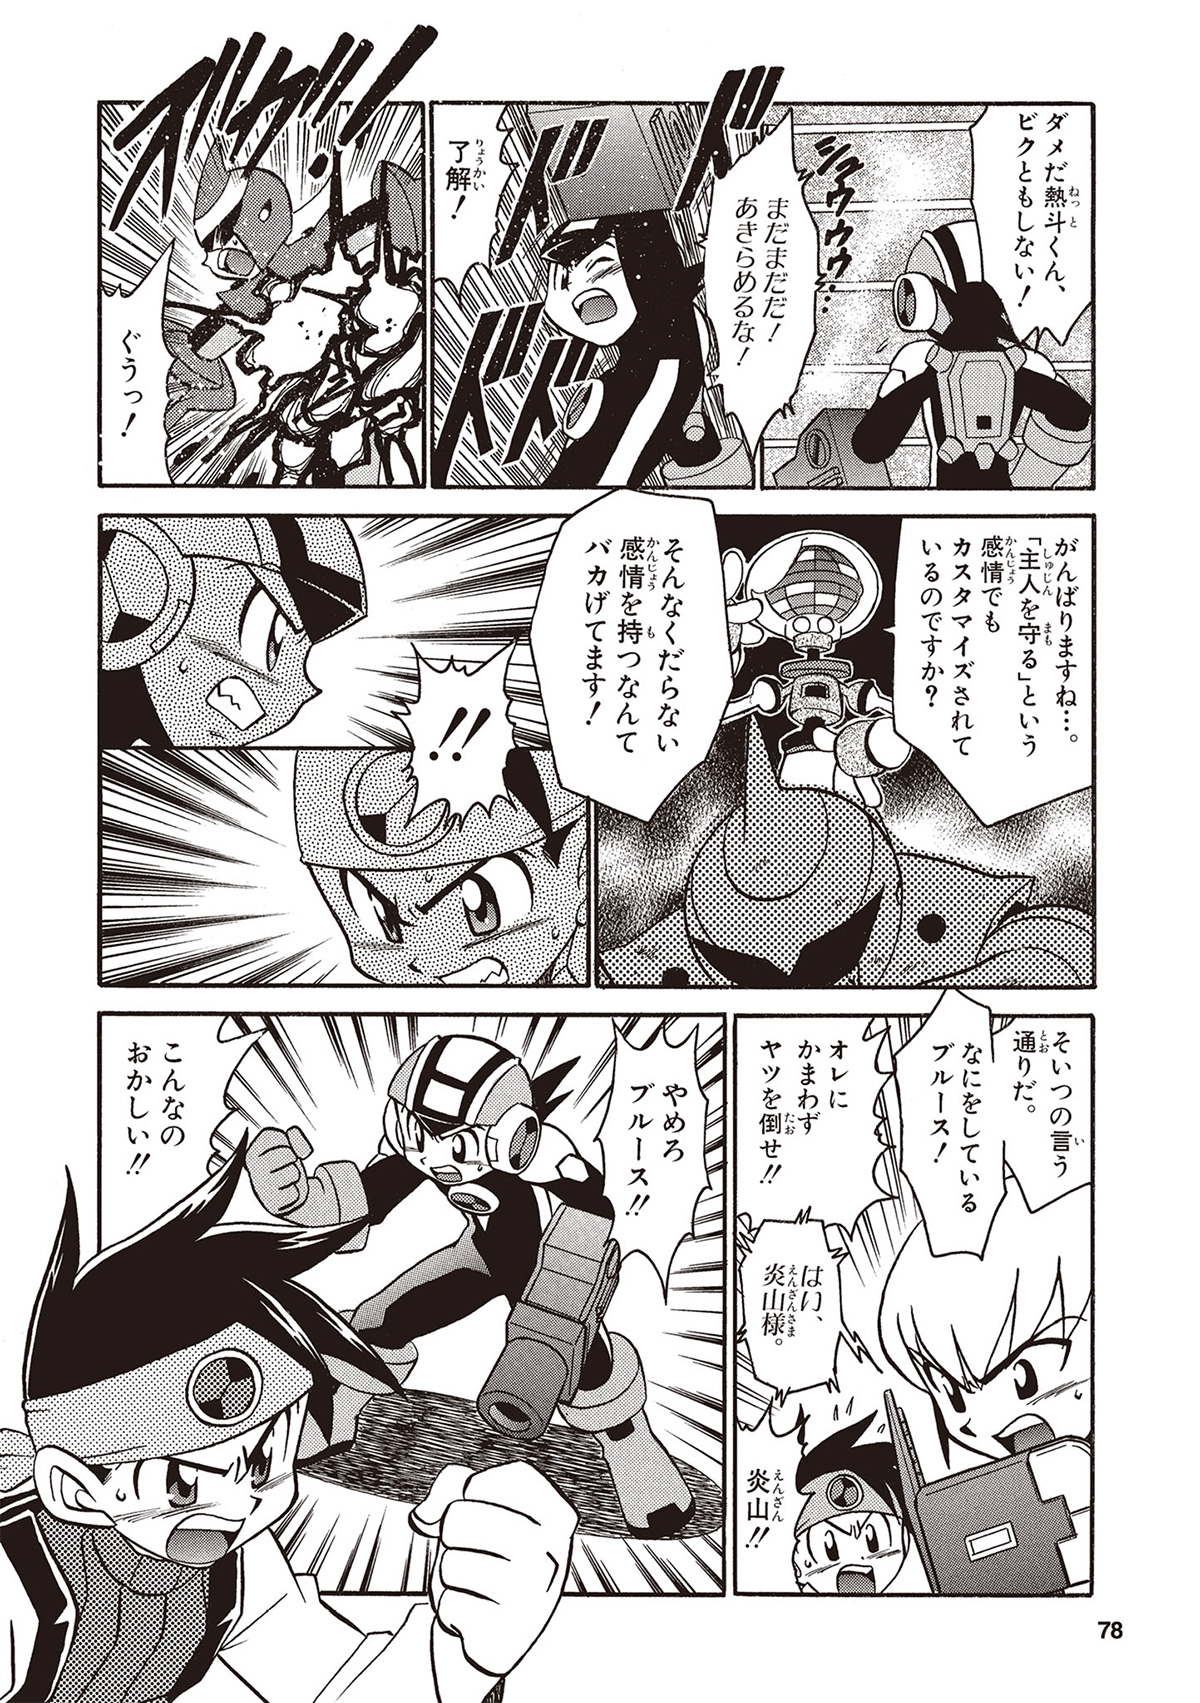 ダメだ熱斗くん、
ビクともしない！
シュウウウ…
まだまだだ！
あきらめるな！
了解！
ドドドドド
ズババ！！
ぐうっ！
がんばりますね…。
「主人を守る」という
感情でも
カスタマイズされて
いるのですか？
そんなくだらない
感情を持つなんて
バカげてます！
！！
なにをしている
ブルース！
そいつの言う
通りだ。
オレに
かまわず
ヤツを倒せ!!
はい、
炎山様。
炎山!!
やめろ
ブルース!!
こんなの
おかしい!!
78